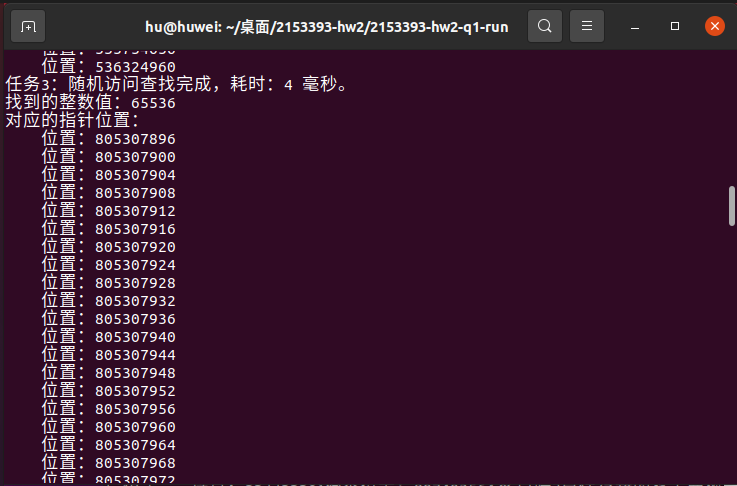 hu@huwei: ~/桌面/2153393-hw2/2153393-hw2-q1-run
位置：536324960
任务3：随机访问查找完成，耗时：4 毫秒。
找到的整数值：65536
对应的指针位置：
位置：805307896
位置：805307900
位置：805307904
位置：805307908
位置：805307912
位置：805307916
位置：805307920
位置：805307924
位置：805307928
位置：805307932
位置：805307936
位置：805307940
位置：805307944
位置：805307948
位置：805307952
位置：805307956
位置：805307960
位置：805307964
位置：805307968
位置：805307972